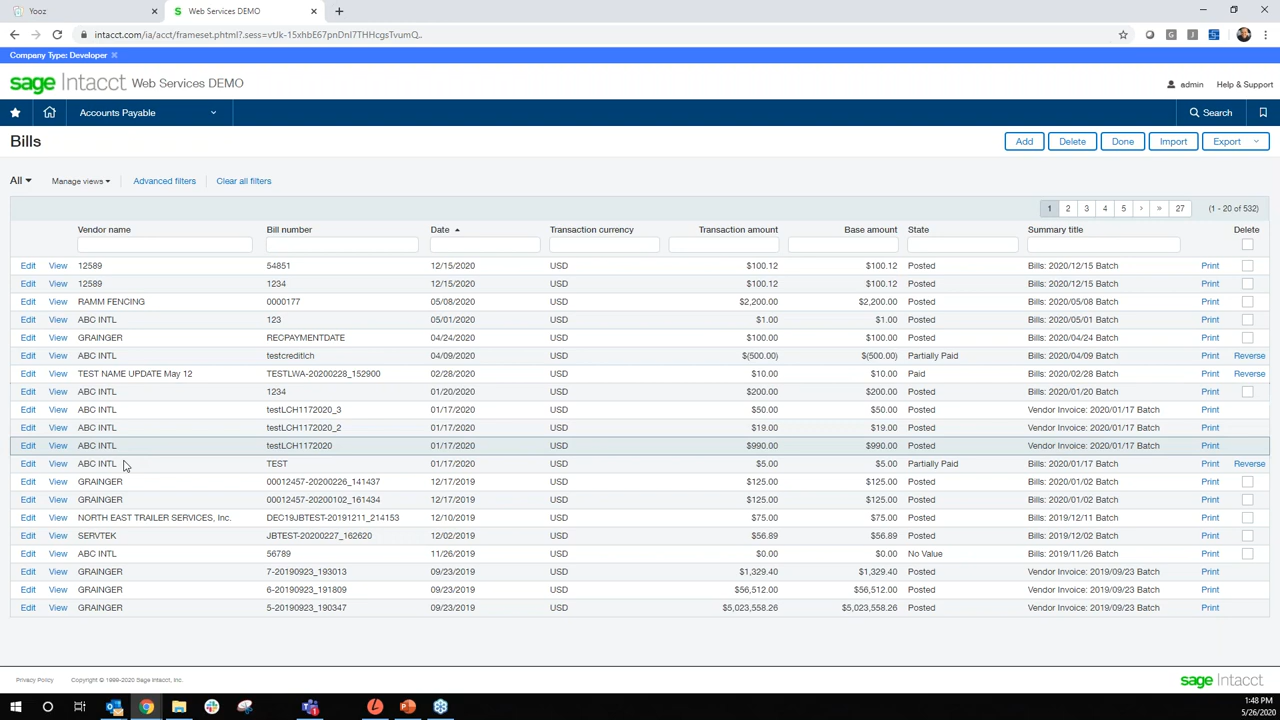 Yooz
Web Services DEMO
Company Type: Developer
sage Intacct Web Services DEMO
admin Help & Support
Accounts Payable Search
Bills Add Delete Done Import Export
All Manage views Advanced filters Clear all filters
1 2 3 4 5 › » 27 (1 - 20 of 532)
Vendor name Bill number Date Transaction currency Transaction amount Base amount State Summary title Delete
Edit View 12589 54851 12/15/2020 USD $100.12 $100.12 Posted Bills: 2020/12/15 Batch Print
Edit View 12589 1234 12/15/2020 USD $100.12 $100.12 Posted Bills: 2020/12/15 Batch Print
Edit View RAMM FENCING 0000177 05/08/2020 USD $2,200.00 $2,200.00 Posted Bills: 2020/05/08 Batch Print
Edit View ABC INTL 123 05/01/2020 USD $1.00 $1.00 Posted Bills: 2020/05/01 Batch Print
Edit View GRAINGER RECPAYMENTDATE 04/24/2020 USD $100.00 $100.00 Posted Bills: 2020/04/24 Batch Print
Edit View ABC INTL testcreditlch 04/09/2020 USD $(500.00) $(500.00) Partially Paid Bills: 2020/04/09 Batch Print Reverse
Edit View TEST NAME UPDATE May 12 TESTLWA-20200228_152900 02/28/2020 USD $10.00 $10.00 Paid Bills: 2020/02/28 Batch Print Reverse
Edit View ABC INTL 1234 01/20/2020 USD $200.00 $200.00 Posted Bills: 2020/01/20 Batch Print
Edit View ABC INTL testLCH1172020_3 01/17/2020 USD $50.00 $50.00 Posted Vendor Invoice: 2020/01/17 Batch Print
Edit View ABC INTL testLCH1172020_2 01/17/2020 USD $19.00 $19.00 Posted Vendor Invoice: 2020/01/17 Batch Print
Edit View ABC INTL testLCH1172020 01/17/2020 USD $990.00 $990.00 Posted Vendor Invoice: 2020/01/17 Batch Print
Edit View ABC INTL TEST 01/17/2020 USD $5.00 $5.00 Partially Paid Bills: 2020/01/17 Batch Print Reverse
Edit View GRAINGER 00012457-20200226_141437 12/17/2019 USD $125.00 $125.00 Posted Bills: 2020/01/02 Batch Print
Edit View GRAINGER 00012457-20200102_161434 12/17/2019 USD $125.00 $125.00 Posted Bills: 2020/01/02 Batch Print
Edit View NORTH EAST TRAILER SERVICES, Inc. DEC19JBTEST-20191211_214153 12/10/2019 USD $75.00 $75.00 Posted Bills: 2019/12/11 Batch Print
Edit View SERVTEK JBTEST-20200227_162620 12/02/2019 USD $56.89 $56.89 Posted Bills: 2019/12/02 Batch Print
Edit View ABC INTL 56789 11/26/2019 USD $0.00 $0.00 No Value Bills: 2019/11/26 Batch Print
Edit View GRAINGER 7-20190923_193013 09/23/2019 USD $1,329.40 $1,329.40 Posted Vendor Invoice: 2019/09/23 Batch Print
Edit View GRAINGER 6-20190923_191809 09/23/2019 USD $56,512.00 $56,512.00 Posted Vendor Invoice: 2019/09/23 Batch Print
Edit View GRAINGER 5-20190923_190347 09/23/2019 USD $5,023,558.26 $5,023,558.26 Posted Vendor Invoice: 2019/09/23 Batch Print
Privacy Policy Copyright © 1999-2020 Sage Intacct, Inc. sage Intacct
1:48 PM
5/26/2020